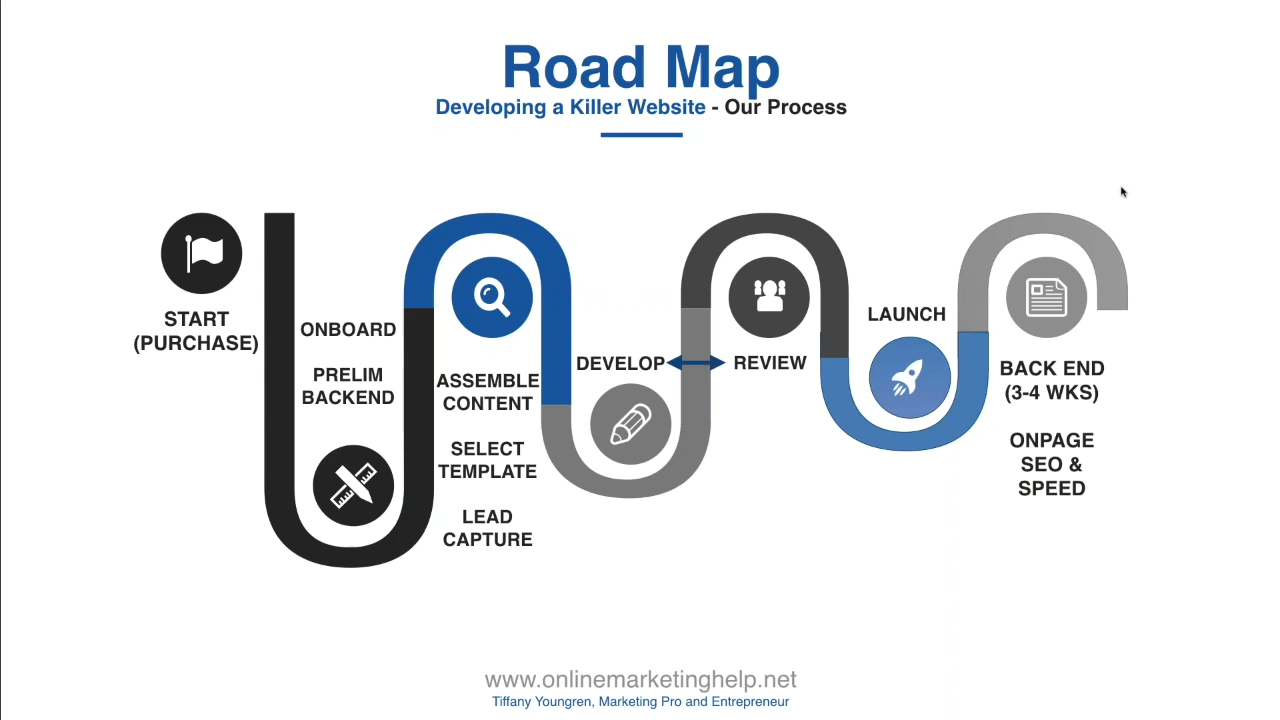 Road Map
Developing a Killer Website - Our Process
START
(PURCHASE)
ONBOARD
PRELIM
BACKEND
ASSEMBLE
CONTENT
SELECT
TEMPLATE
LEAD
CAPTURE
DEVELOP
REVIEW
LAUNCH
BACK END
(3-4 WKS)
ONPAGE
SEO &
SPEED
www.onlinemarketinghelp.net
Tiffany Youngren, Marketing Pro and Entrepreneur